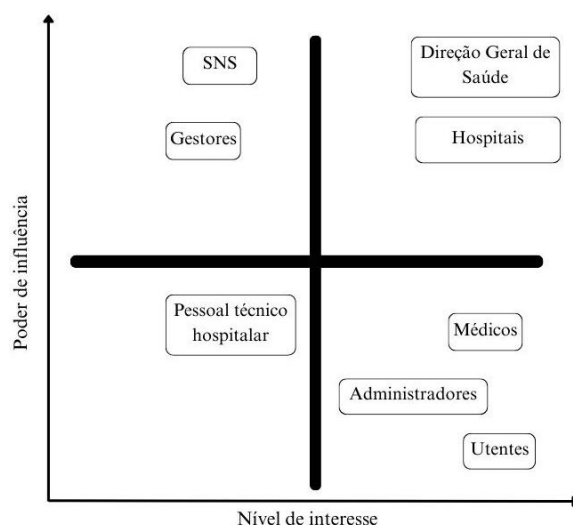 SNS
Direção Geral de
Saúde
Gestores
Hospitais
Poder de influência
Pessoal técnico
hospitalar
Médicos
Administradores
Utentes
Nível de interesse